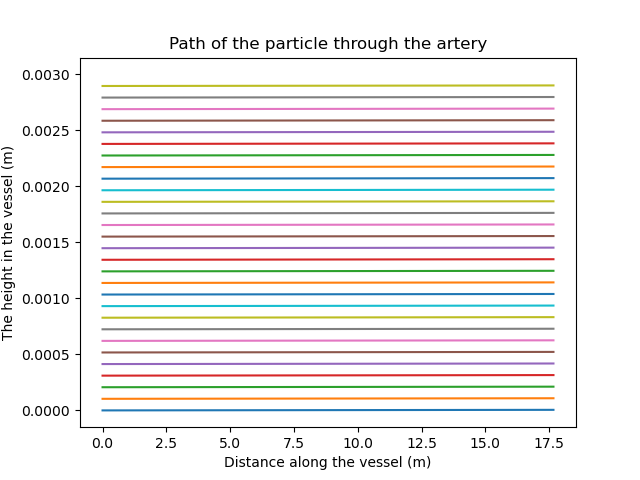 Path of the particle through the artery
0.0030
0.0025
0.0020
0.0015
0.0010
0.0005
0.0000
The height in the vessel (m)
0.0 2.5 5.0 7.5 10.0 12.5 15.0 17.5
Distance along the vessel (m)